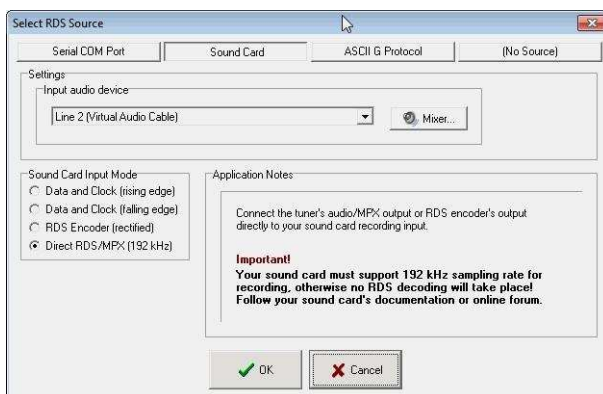 Select RDS Source
Serial COM Port
Sound Card
ASCII G Protocol
(No Source)
Settings
Input audio device
Line 2 (Virtual Audio Cable)
Mixer...
Sound Card Input Mode
Data and Clock (rising edge)
Data and Clock (falling edge)
RDS Encoder (rectified)
Direct RDS/MPX (192 kHz)
Application Notes
Connect the tuner's audio/MPX output or RDS encoder's output
directly to your sound card recording input.
Important!
Your sound card must support 192 kHz sampling rate for
recording, otherwise no RDS decoding will take place!
Follow your sound card's documentation or online forum.
OK
Cancel